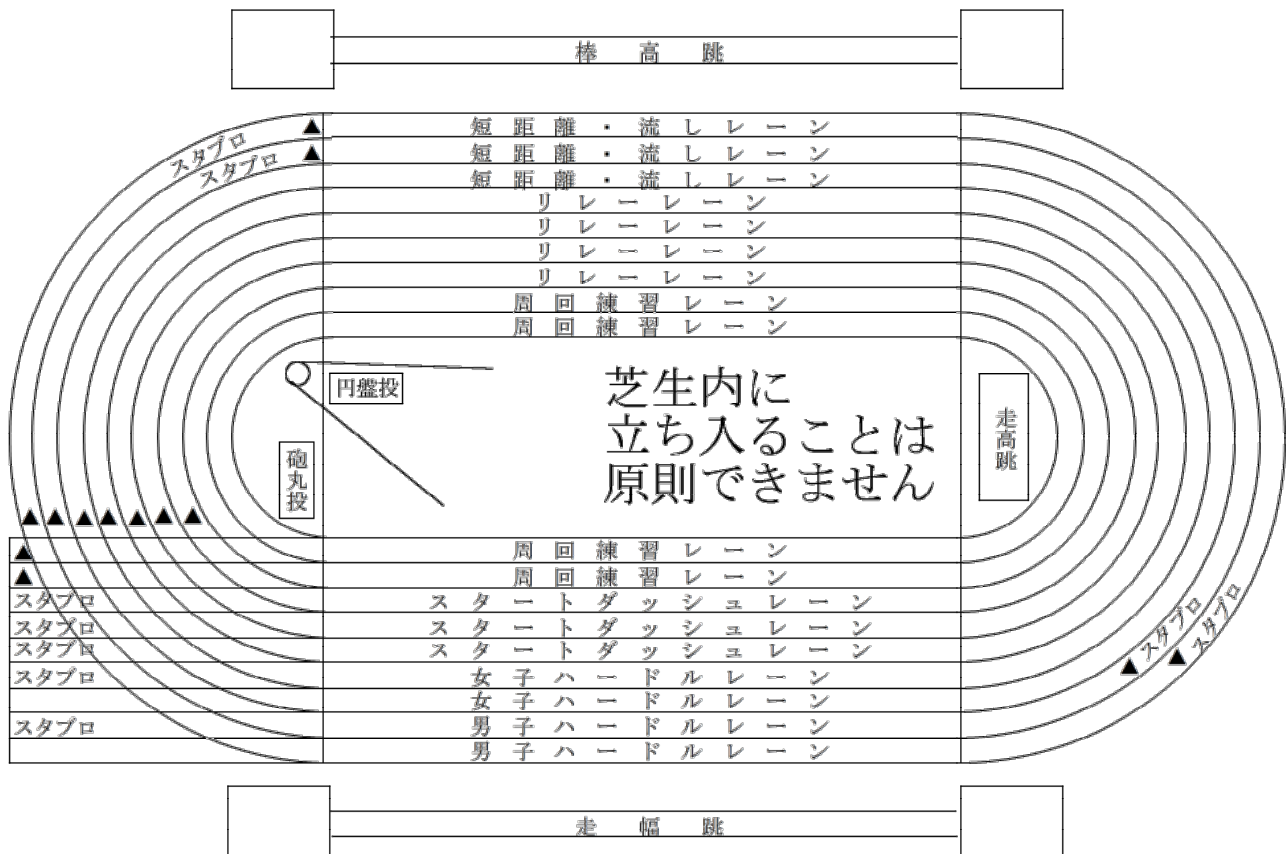 棒高跳
スタブロ
スタブロ
▲
▲
短距離・流しレーン
短距離・流しレーン
短距離・流しレーン
リレーレーン
リレーレーン
リレーレーン
リレーレーン
周回練習レーン
周回練習レーン
円盤投
砲丸投
芝生内に
立ち入ることは
原則できません
走高跳
▲▲▲▲▲▲▲
▲
周回練習レーン
▲
周回練習レーン
スタブロ
スタートダッシュレーン
スタブロ
スタートダッシュレーン
スタブロ
スタートダッシュレーン
スタブロ
女子ハードルレーン
女子ハードルレーン
スタブロ
男子ハードルレーン
男子ハードルレーン
▲スタブロ
▲スタブロ
走幅跳